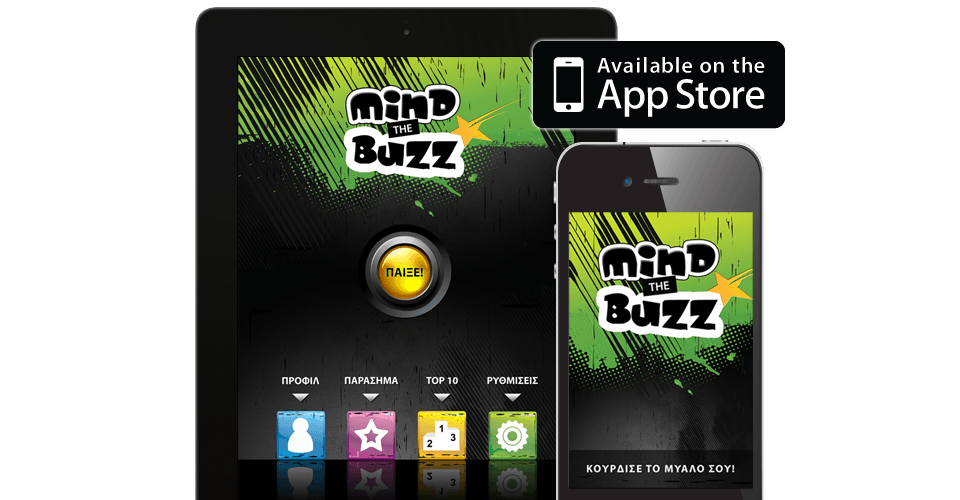 Available on the
App Store
MIND
THE
BUZZ
ΠΑΙΞΕ!
ΠΡΟΦΙΛ
ΠΑΡΑΣΗΜΑ
TOP 10
ΡΥΘΜΙΣΕΙΣ
1
2
3
MIND
THE
BUZZ
ΚΟΥΡΔΙΣΕ ΤΟ ΜΥΑΛΟ ΣΟΥ!